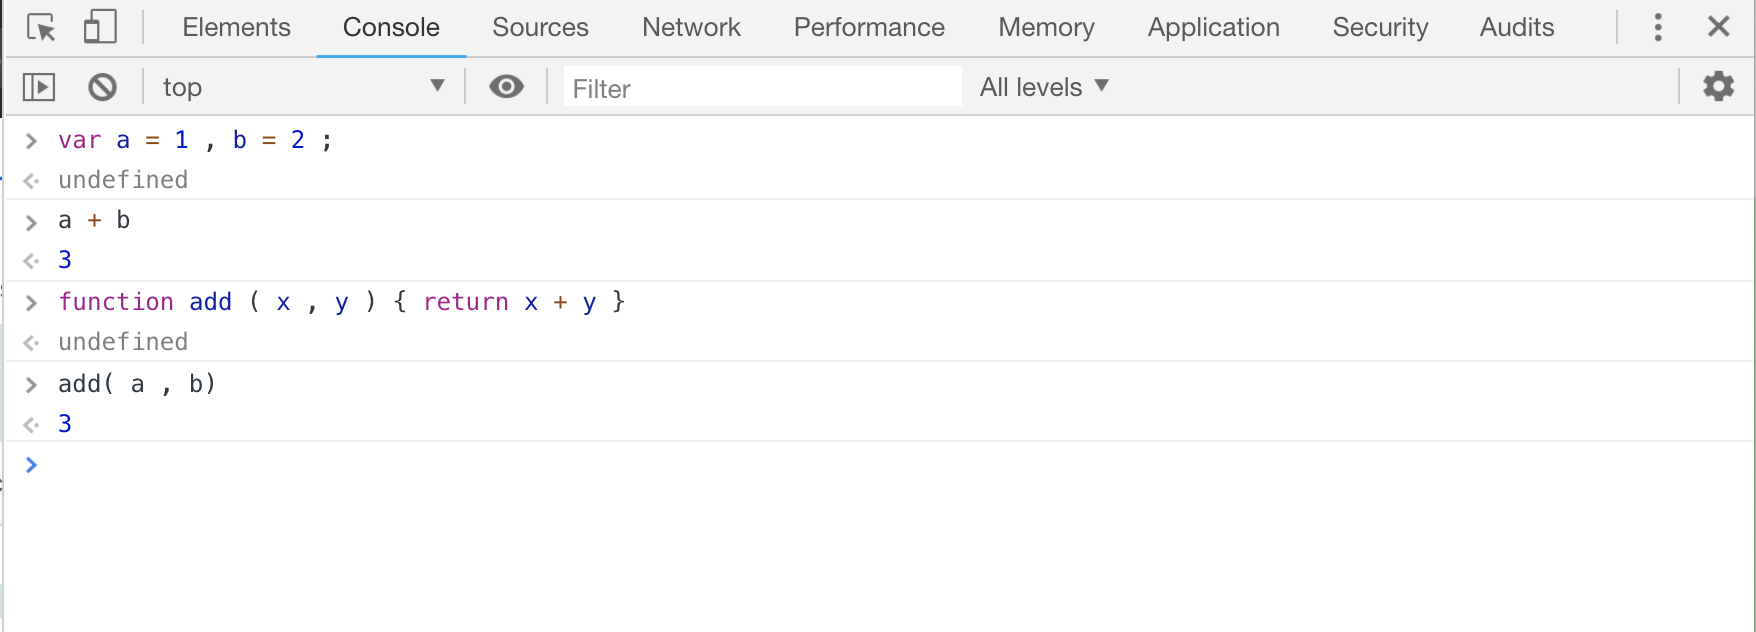 Elements Console Sources Network Performance Memory Application Security Audits
top Filter All levels
> var a = 1 , b = 2 ;
undefined
> a + b
3
> function add ( x , y ) { return x + y }
undefined
> add( a , b)
3
>